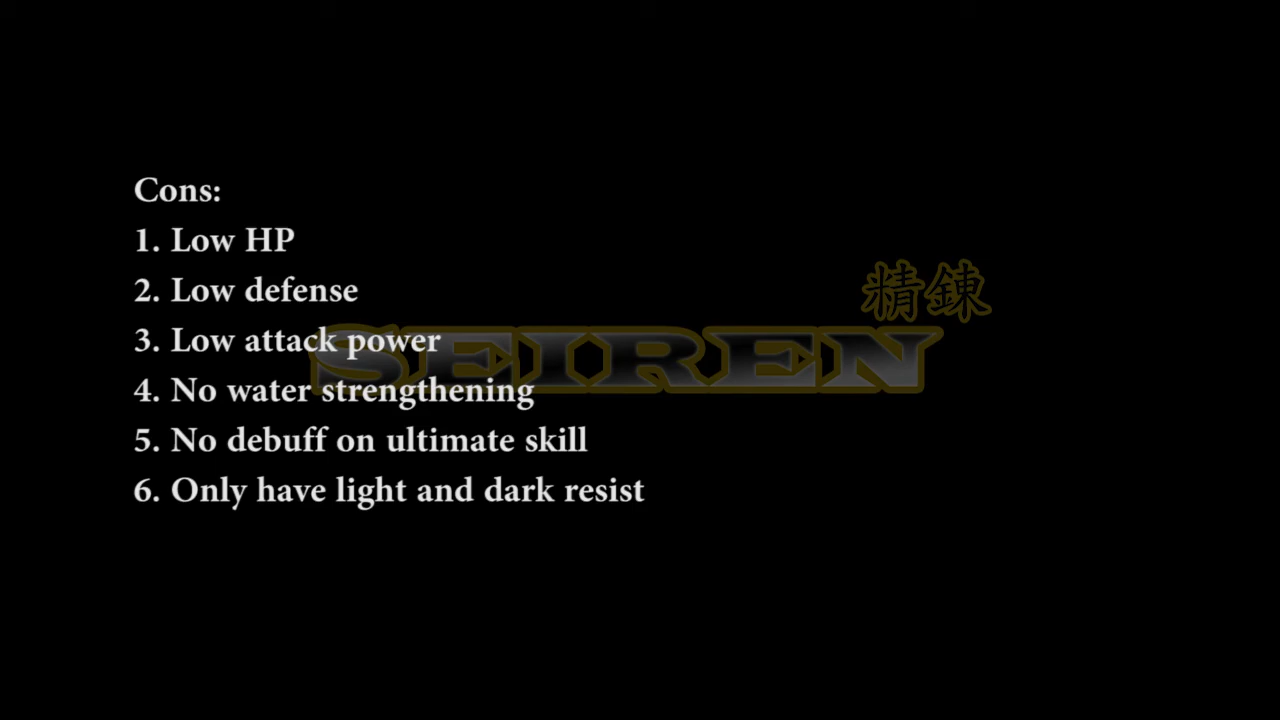 Cons:
1. Low HP
2. Low defense
精錬
3. Low attack power
SEIREN
4. No water strengthening
5. No debuff on ultimate skill
6. Only have light and dark resist